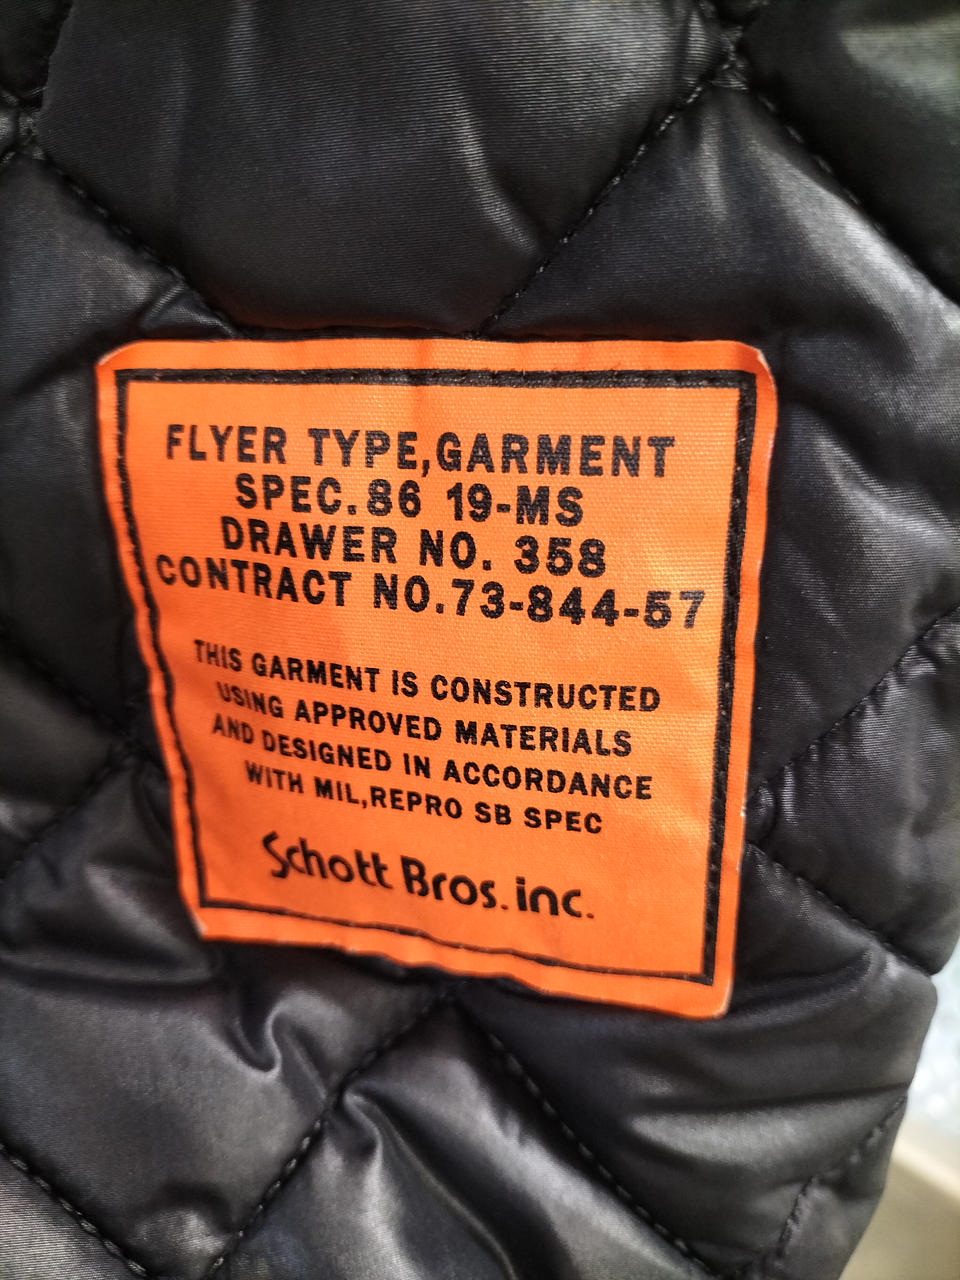 FLYER TYPE,GARMENT
SPEC.86 19-MS
DRAWER NO. 358
CONTRACT NO.73-844-57
THIS GARMENT IS CONSTRUCTED
USING APPROVED MATERIALS
AND DESIGNED IN ACCORDANCE
WITH MIL,REPRO SB SPEC
Schott Bros.inc.